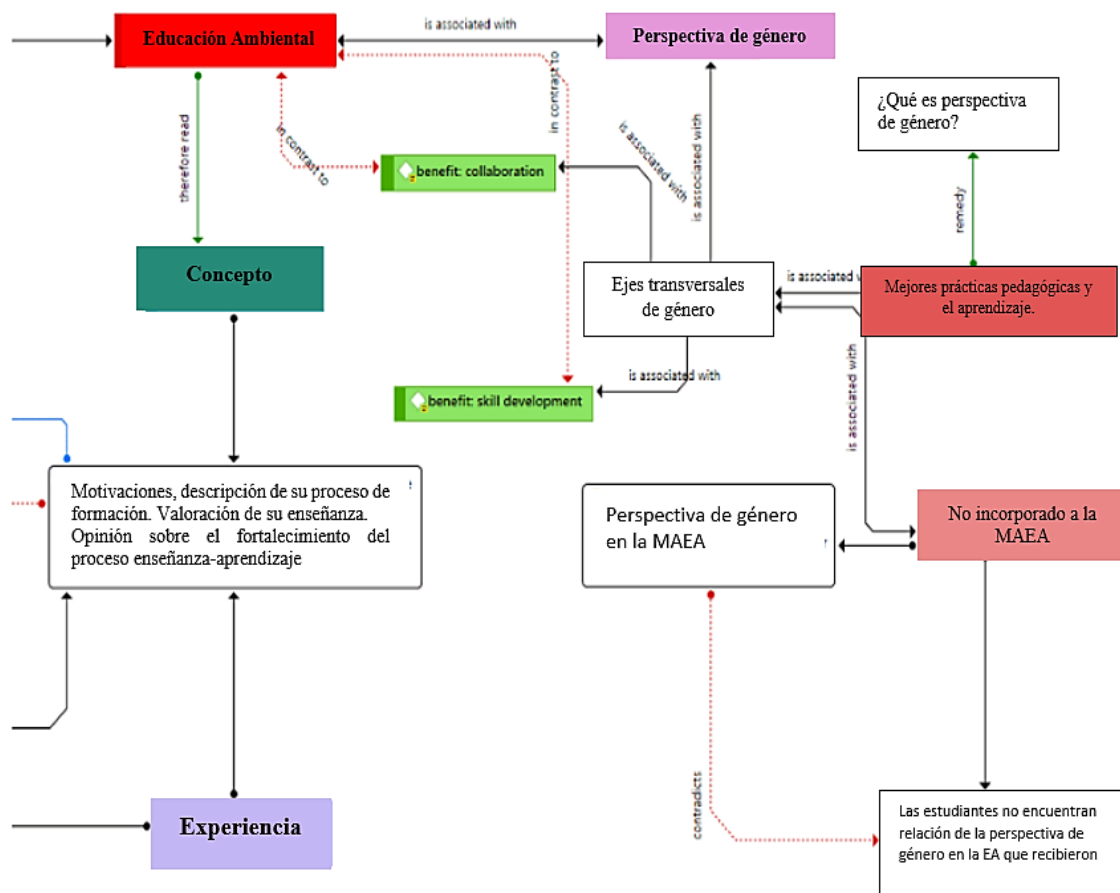 Educación Ambiental
is associated with
Perspectiva de género
¿Qué es perspectiva
de género?
therefore read
in contrast to
in contrast to
is associated with
is associated with
remedy
benefit: collaboration
Concepto
Ejes transversales
de género
is associated
Mejores prácticas pedagógicas y
el aprendizaje.
is associated with
is associated with
benefit: skill development
Motivaciones, descripción de su proceso de
formación. Valoración de su enseñanza.
Opinión sobre el fortalecimiento del
proceso enseñanza-aprendizaje
Perspectiva de género
en la MAEA
No incorporado a la
MAEA
contradicts
Experiencia
Las estudiantes no encuentran
relación de la perspectiva de
género en la EA que recibieron